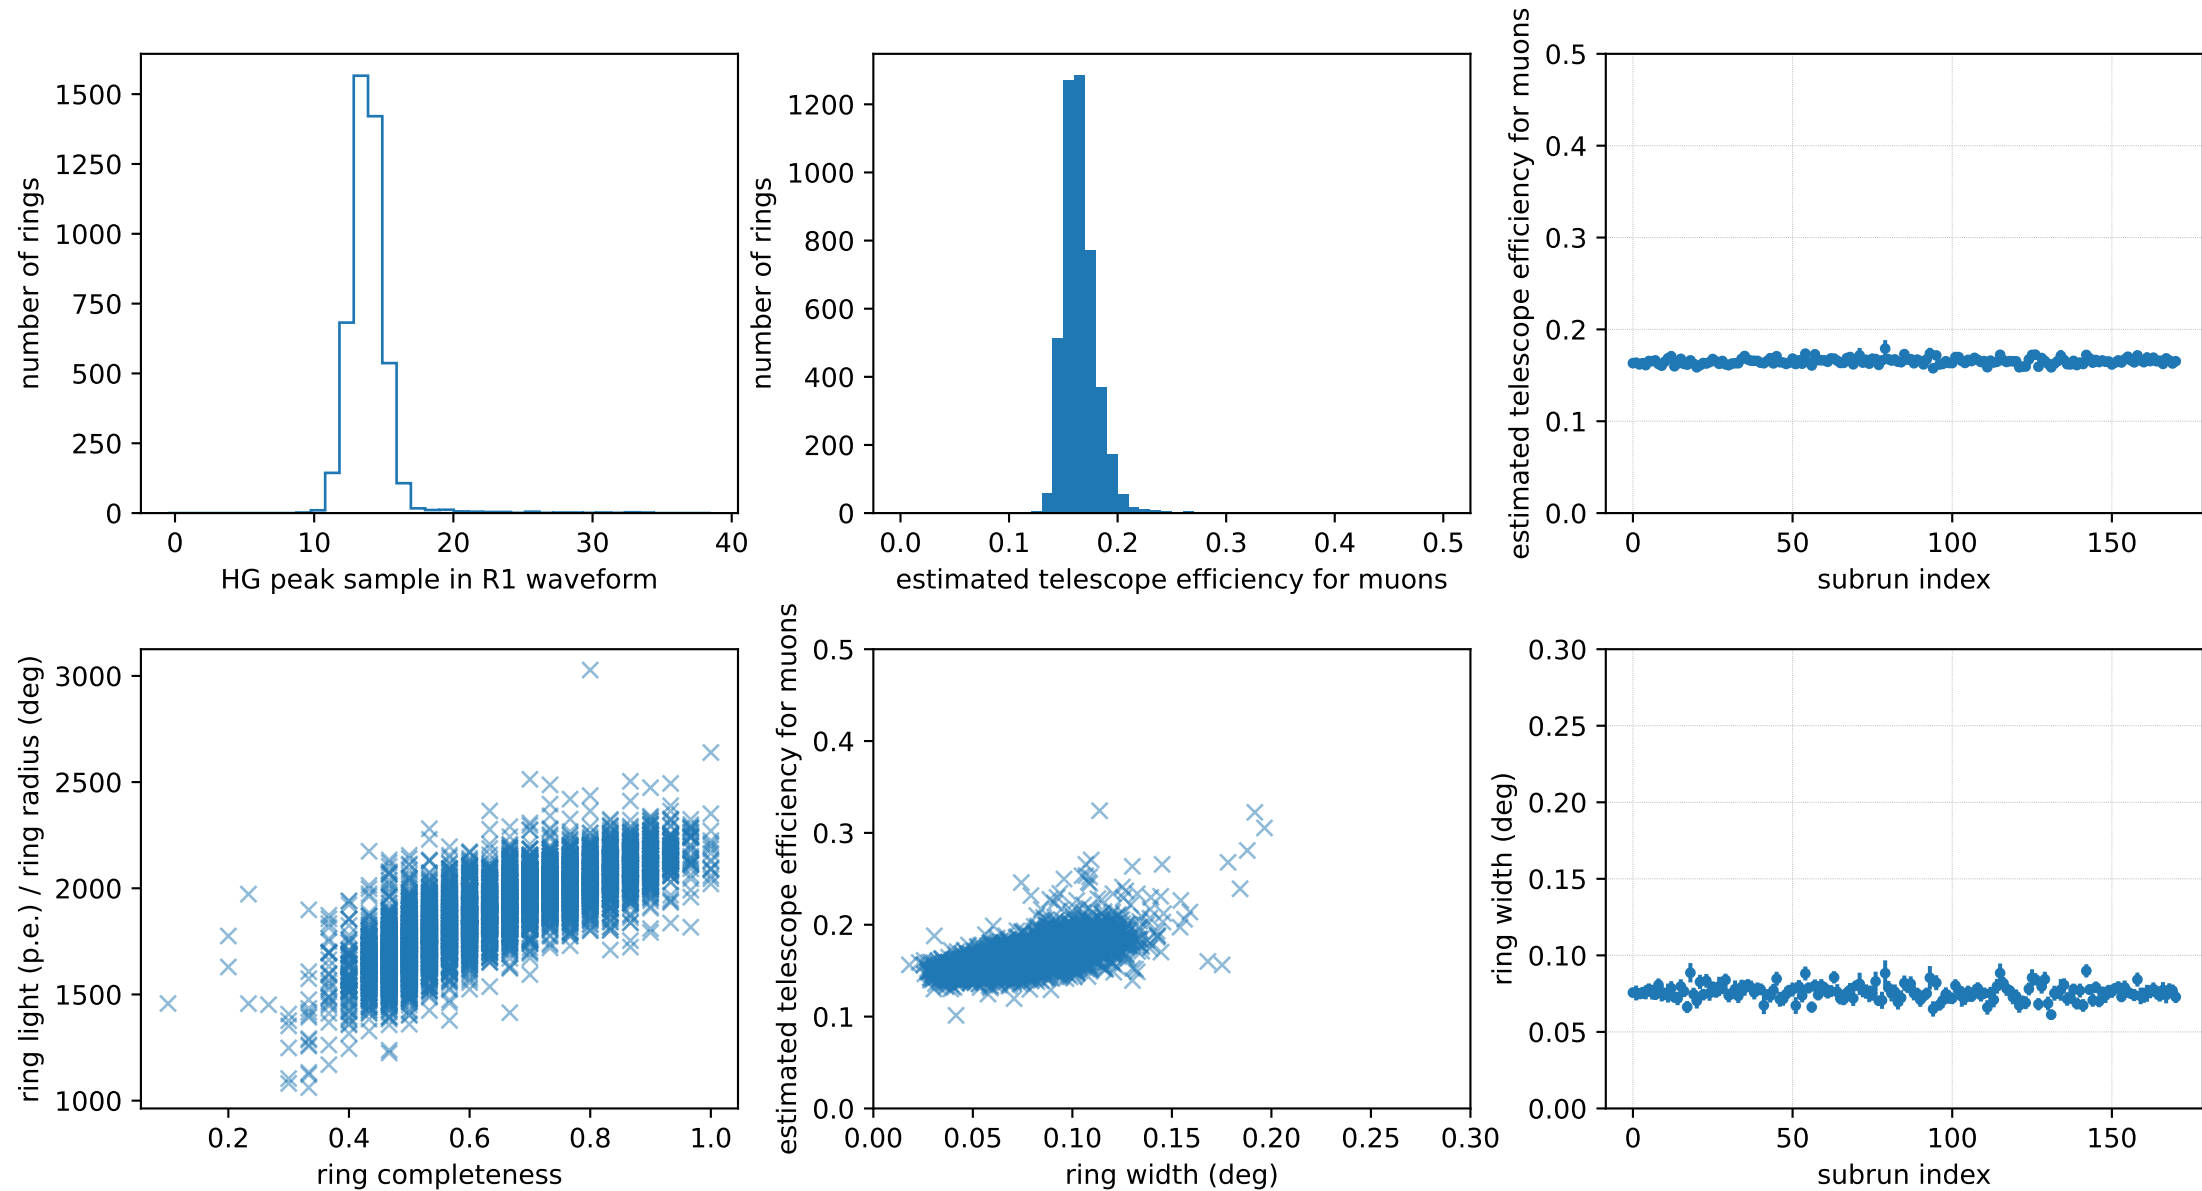 number of rings
1500
1250
1000
750
500
250
0
0 10 20 30 40
HG peak sample in R1 waveform
number of rings
1200
1000
800
600
400
200
0
0.0 0.1 0.2 0.3 0.4 0.5
estimated telescope efficiency for muons
estimated telescope efficiency for muons
0.5
0.4
0.3
0.2
0.1
0.0
0 50 100 150
subrun index
ring light (p.e.) / ring radius (deg)
3000
2500
2000
1500
1000
0.2 0.4 0.6 0.8 1.0
ring completeness
estimated telescope efficiency for muons
0.5
0.4
0.3
0.2
0.1
0.0
0.00 0.05 0.10 0.15 0.20 0.25 0.30
ring width (deg)
ring width (deg)
0.30
0.25
0.20
0.15
0.10
0.05
0.00
0 50 100 150
subrun index